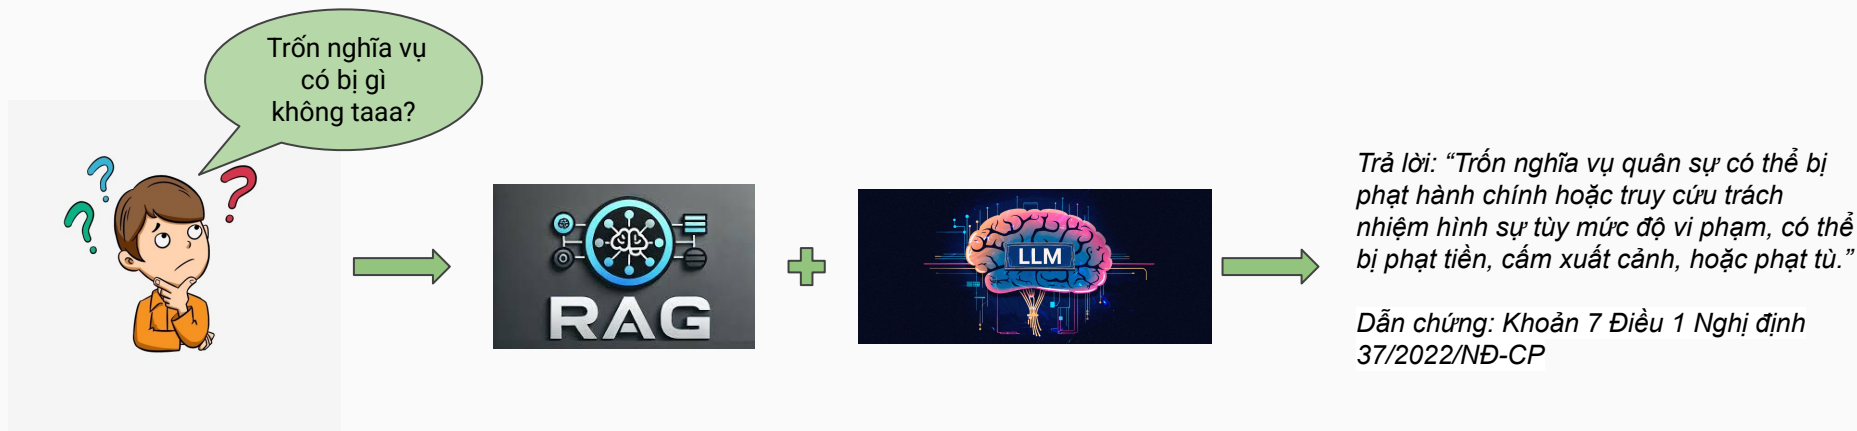 Trốn nghĩa vụ
có bị gì
không taaa?
RAG
LLM
Trả lời: “Trốn nghĩa vụ quân sự có thể bị
phạt hành chính hoặc truy cứu trách
nhiệm hình sự tùy mức độ vi phạm, có thể
bị phạt tiền, cấm xuất cảnh, hoặc phạt tù.”
Dẫn chứng: Khoản 7 Điều 1 Nghị định
37/2022/NĐ-CP